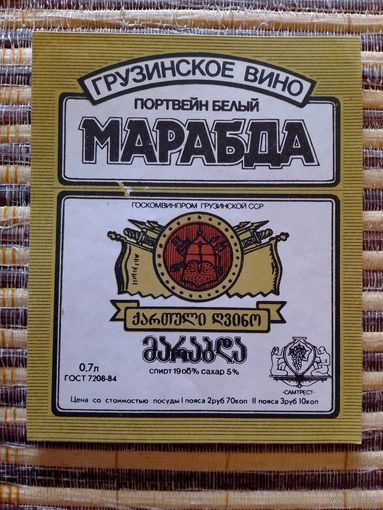 ГРУЗИНСКОЕ ВИНО
ПОРТВЕЙН БЕЛЫЙ
МАРАБДА
ГОСКОМВИНПРОМ ГРУЗИНСКОЙ ССР
ქართული ღვინო
მარაბდა
спирт 19об% сахар 5%
0,7л
ГОСТ 7208-84
САМТРЕСТ
Цена со стоимостью посуды I пояса 2руб 70коп II пояса 3руб 10коп